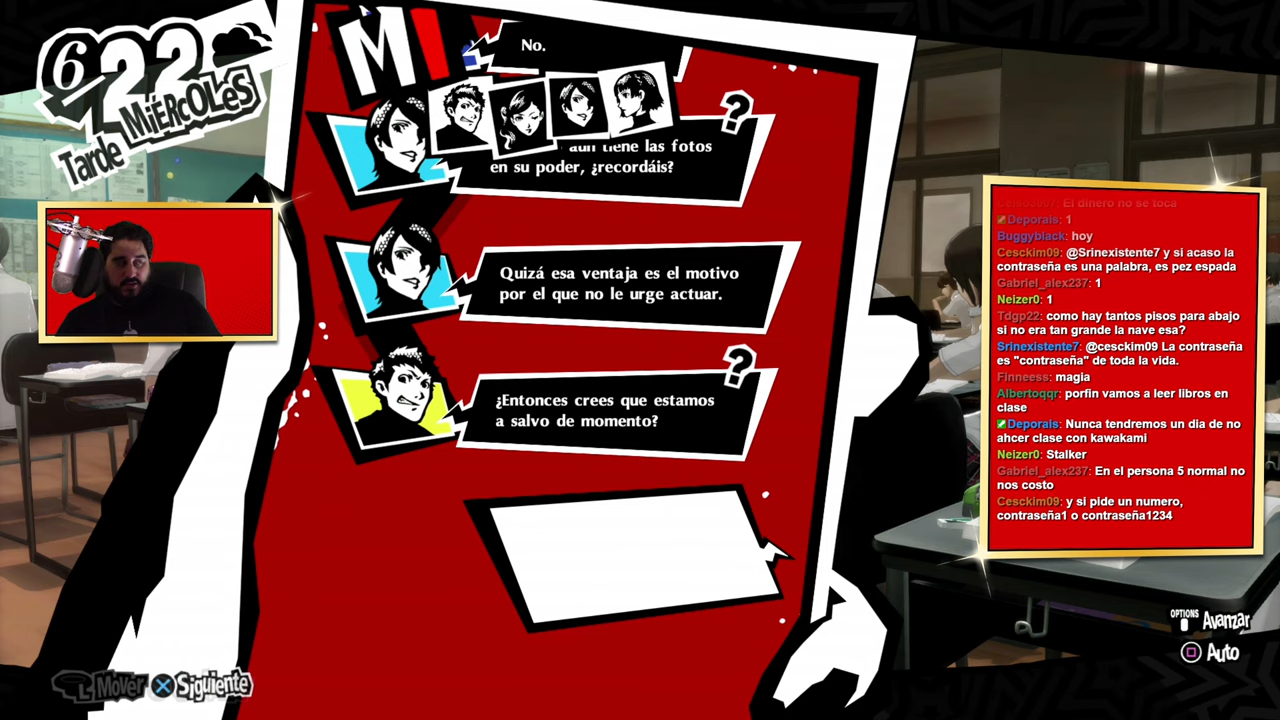 6/22
MIÉRCOLES
Tarde
MI
No.
aún tiene las fotos
en su poder, ¿recordáis?
?
Quizá esa ventaja es el motivo
por el que no le urge actuar.
?
¿Entonces crees que estamos
a salvo de momento?
El dinero no se toca
Deporais: 1
Buggyblack: hoy
Cesckim09: @Srinexistente7 y si acaso la
contraseña es una palabra, es pez espada
Gabriel_alex237: 1
Neizer0: 1
Tdgp22: como hay tantos pisos para abajo
si no era tan grande la nave esa?
Srinexistente7: @cesckim09 La contraseña
es "contraseña" de toda la vida.
Finneess: magia
Albertoqqr: porfin vamos a leer libros en
clase
Deporais: Nunca tendremos un dia de no
ahcer clase con kawakami
Neizer0: Stalker
Gabriel_alex237: En el persona 5 normal no
nos costo
Cesckim09: y si pide un numero,
contraseña1 o contraseña1234
OPTIONS Avanzar
Auto
L Mover Siguiente